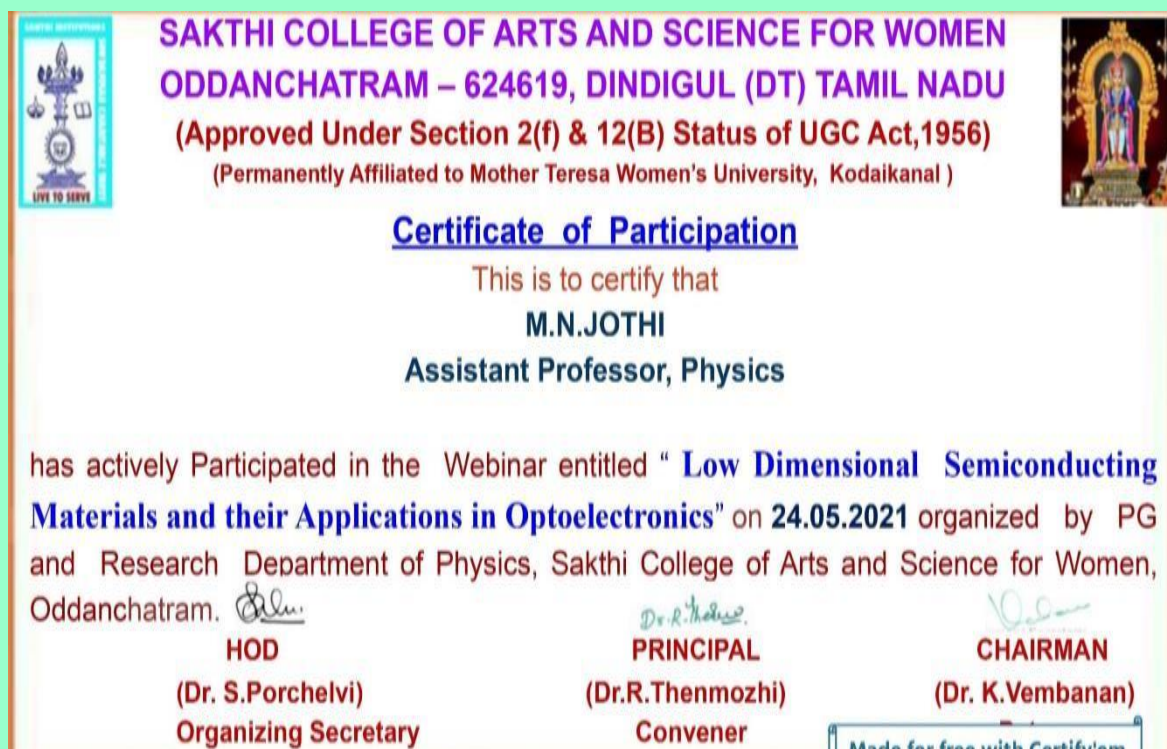 SAKTHI COLLEGE OF ARTS AND SCIENCE FOR WOMEN
ODDANCHATRAM – 624619, DINDIGUL (DT) TAMIL NADU
(Approved Under Section 2(f) & 12(B) Status of UGC Act,1956)
(Permanently Affiliated to Mother Teresa Women's University, Kodaikanal )
LIVE TO SERVE
Certificate of Participation
This is to certify that
M.N.JOTHI
Assistant Professor, Physics
has actively Participated in the Webinar entitled “ Low Dimensional Semiconducting
Materials and their Applications in Optoelectronics” on 24.05.2021 organized by PG
and Research Department of Physics, Sakthi College of Arts and Science for Women,
Oddanchatram.
HOD PRINCIPAL CHAIRMAN
(Dr. S.Porchelvi) (Dr.R.Thenmozhi) (Dr. K.Vembanan)
Organizing Secretary Convener
Made for free with Certifyem